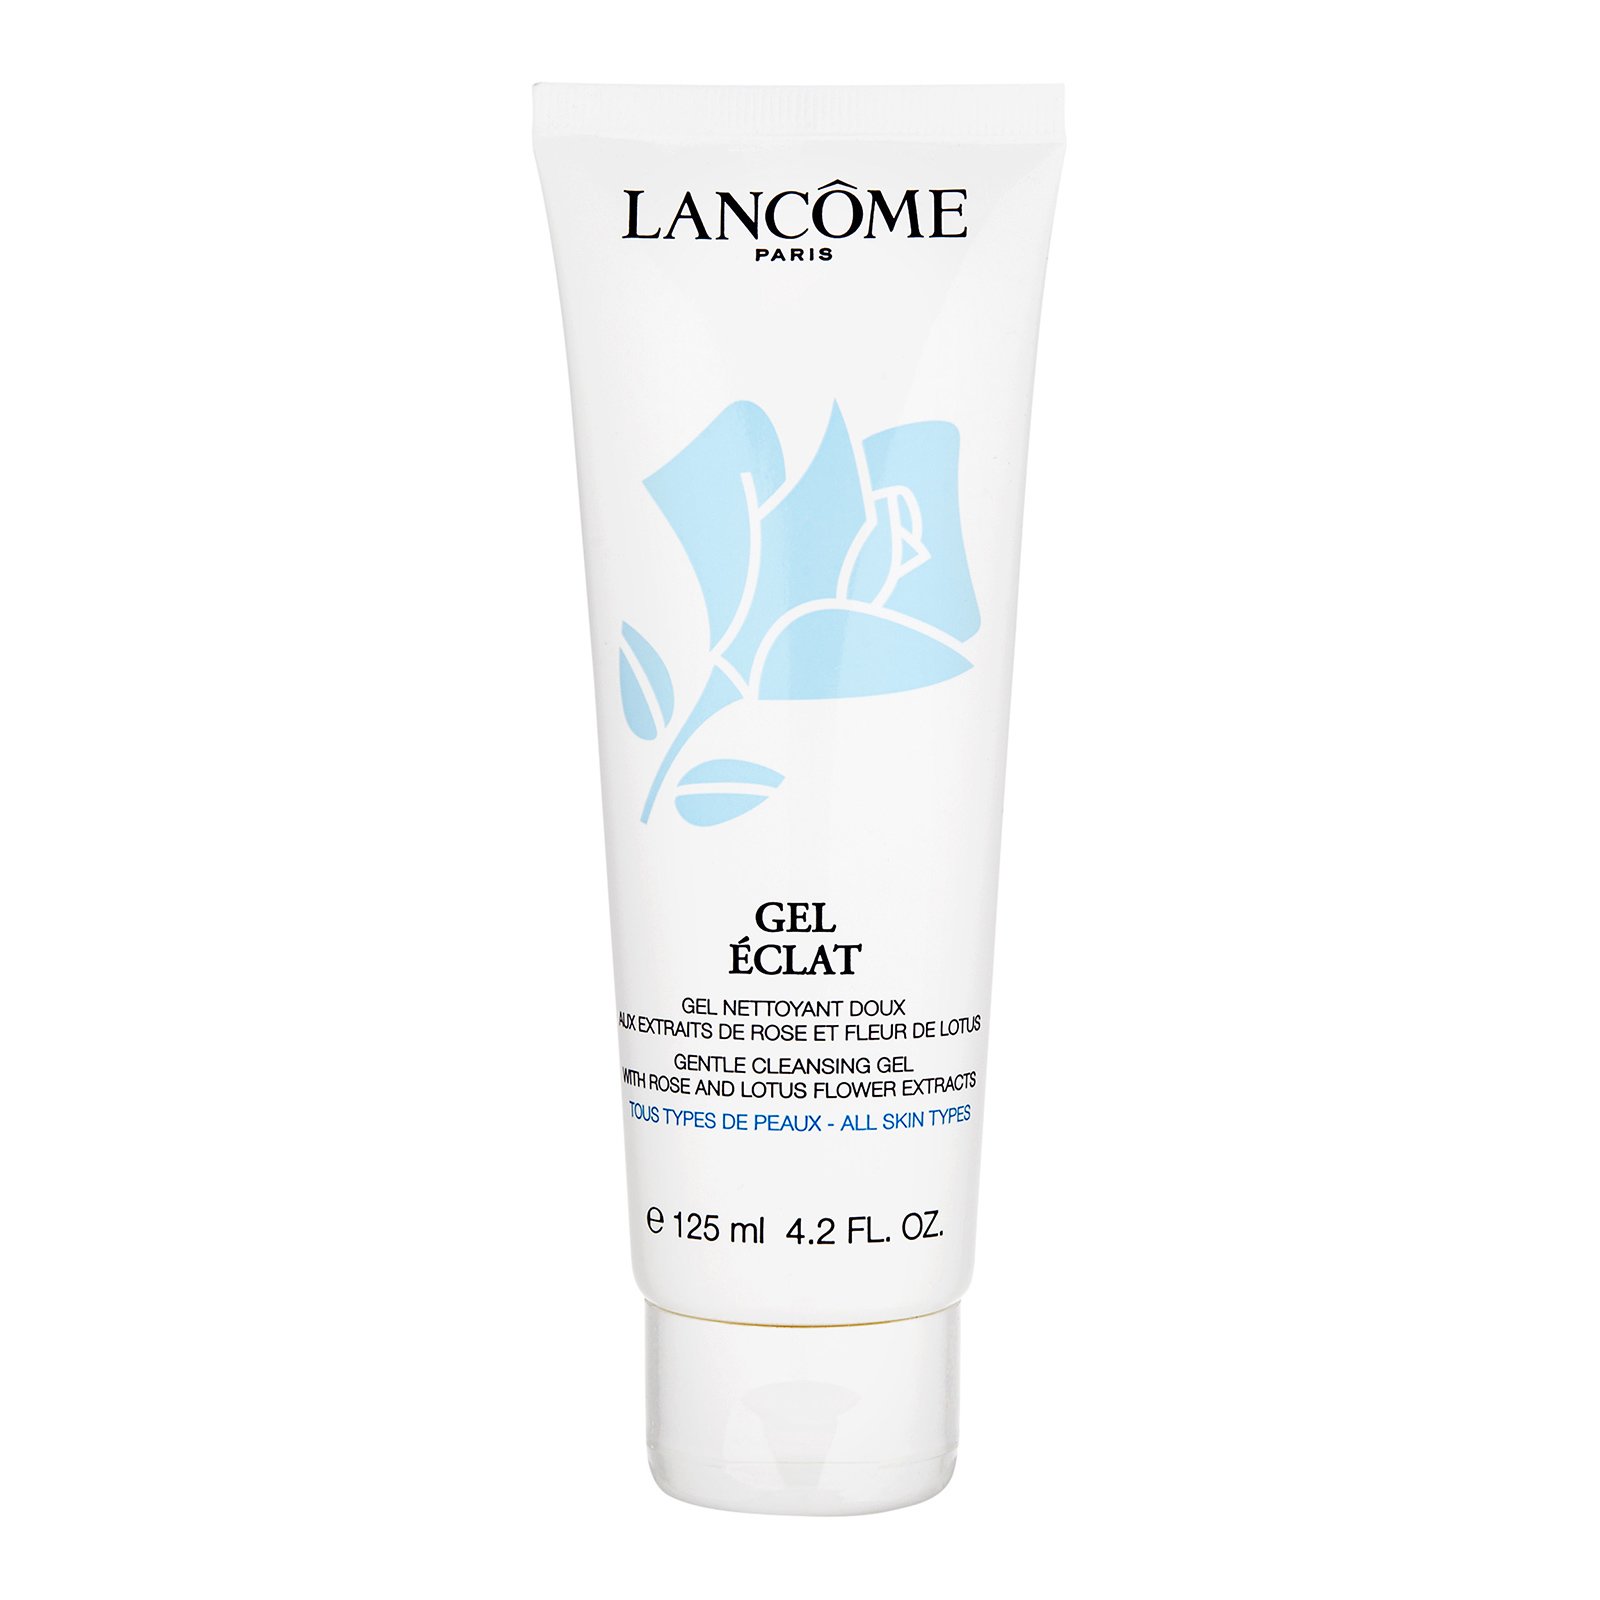 LANCÔME
PARIS
GEL
ÉCLAT
GEL NETTOYANT DOUX
AUX EXTRAITS DE ROSE ET FLEUR DE LOTUS
GENTLE CLEANSING GEL
WITH ROSE AND LOTUS FLOWER EXTRACTS
TOUS TYPES DE PEAUX - ALL SKIN TYPES
℮ 125 ml 4.2 FL. OZ.